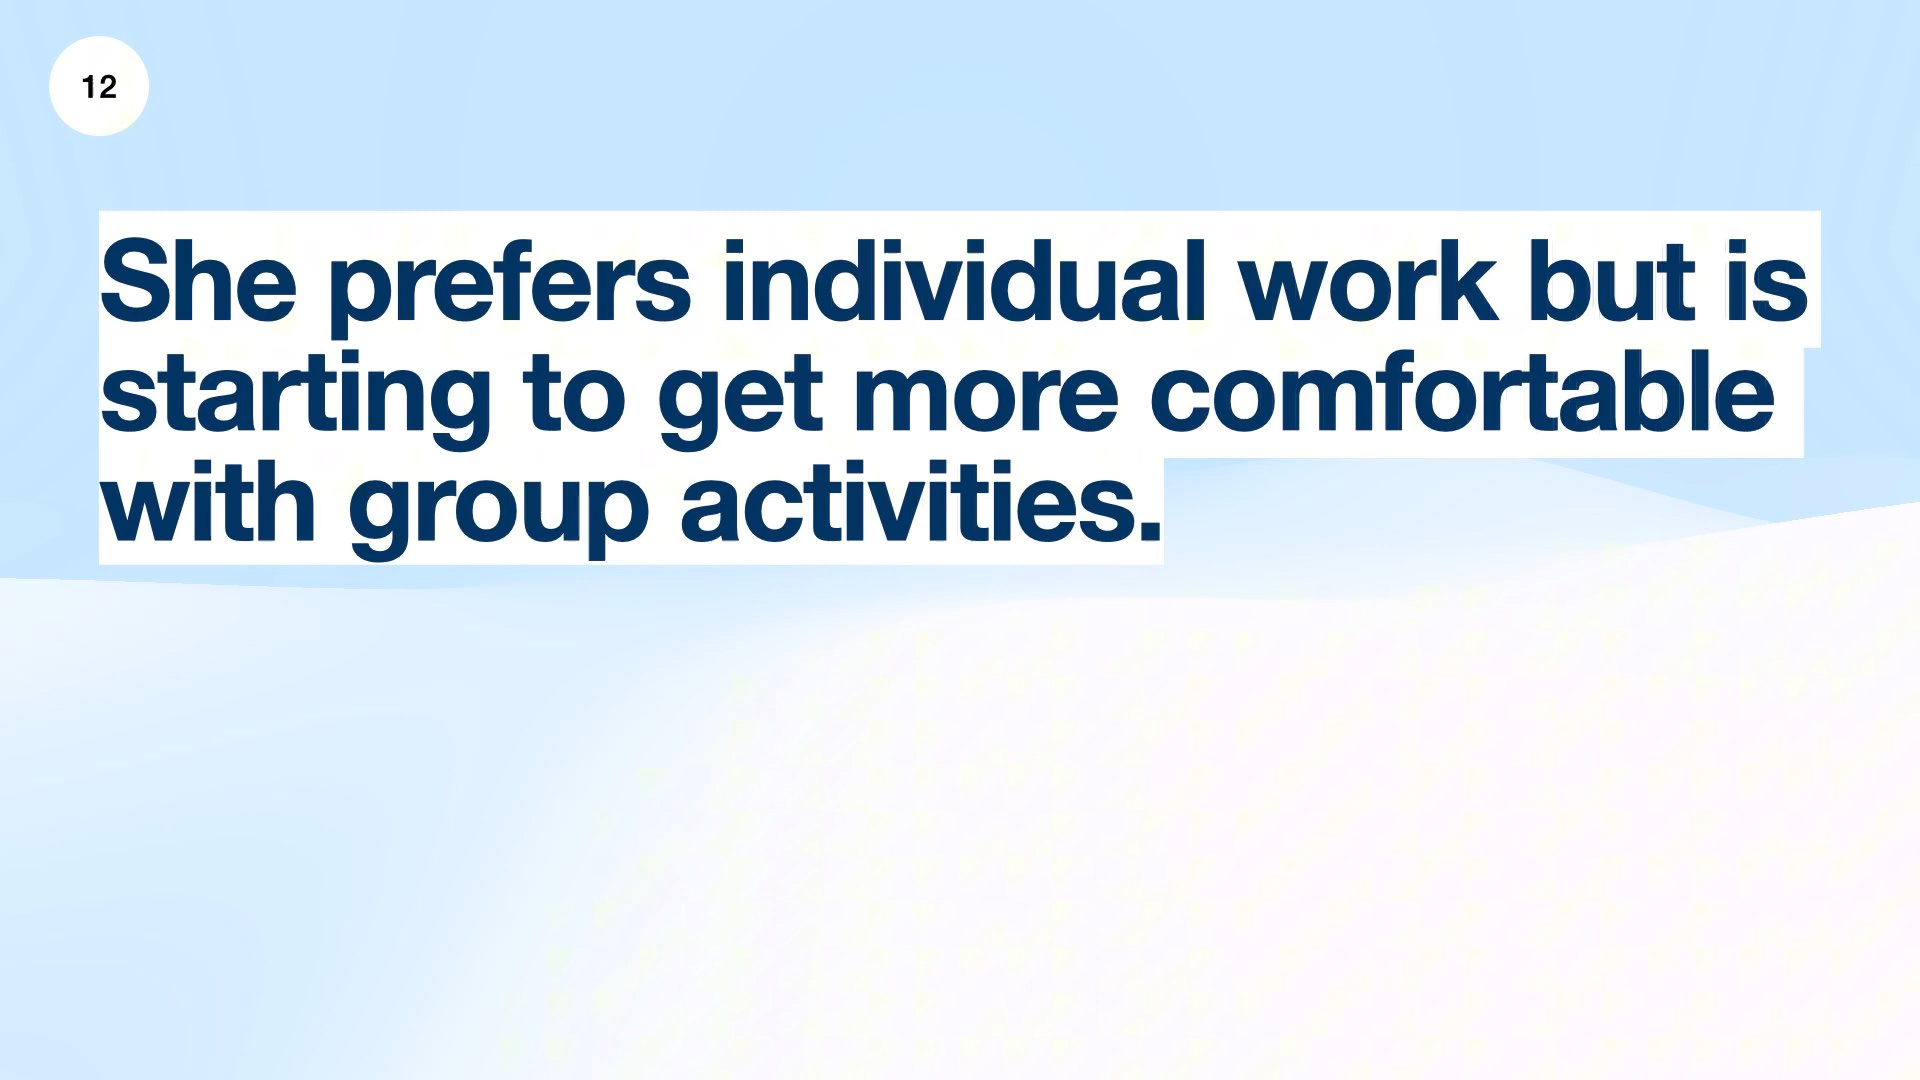 12
She prefers individual work but is
starting to get more comfortable
with group activities.